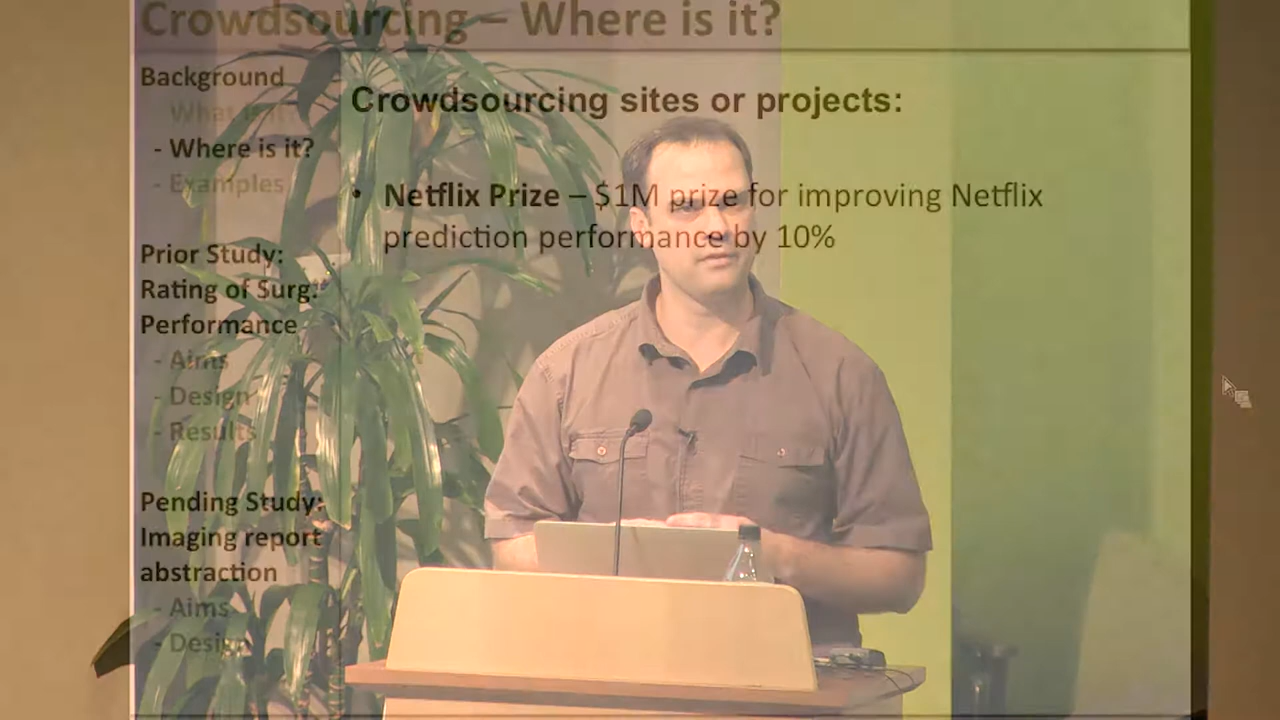 Crowdsourcing – Where is it?
Background
What is it?
- Where is it?
- Examples
Prior Study:
Rating of Surg.
Performance
- Aims
- Design
- Results
Pending Study:
Imaging report
abstraction
- Aims
- Design
Crowdsourcing sites or projects:
• Netflix Prize – $1M prize for improving Netflix
prediction performance by 10%